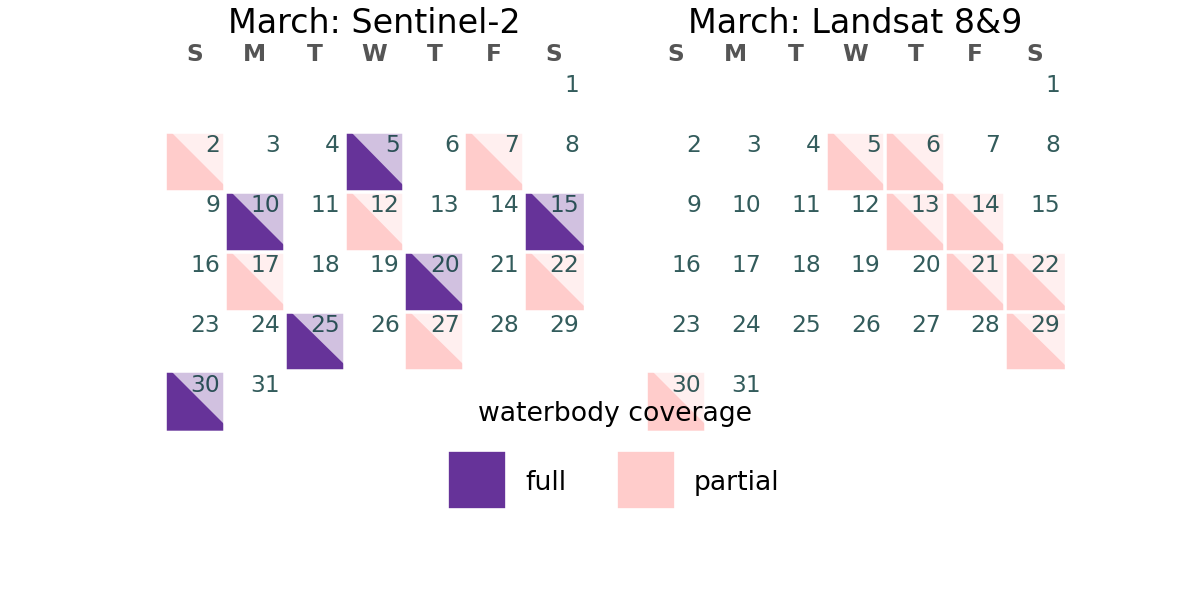 March: Sentinel-2
S M T W T F S
1
2 3 4 5 6 7 8
9 10 11 12 13 14 15
16 17 18 19 20 21 22
23 24 25 26 27 28 29
30 31
March: Landsat 8&9
S M T W T F S
1
2 3 4 5 6 7 8
9 10 11 12 13 14 15
16 17 18 19 20 21 22
23 24 25 26 27 28 29
30 31
waterbody coverage
full partial